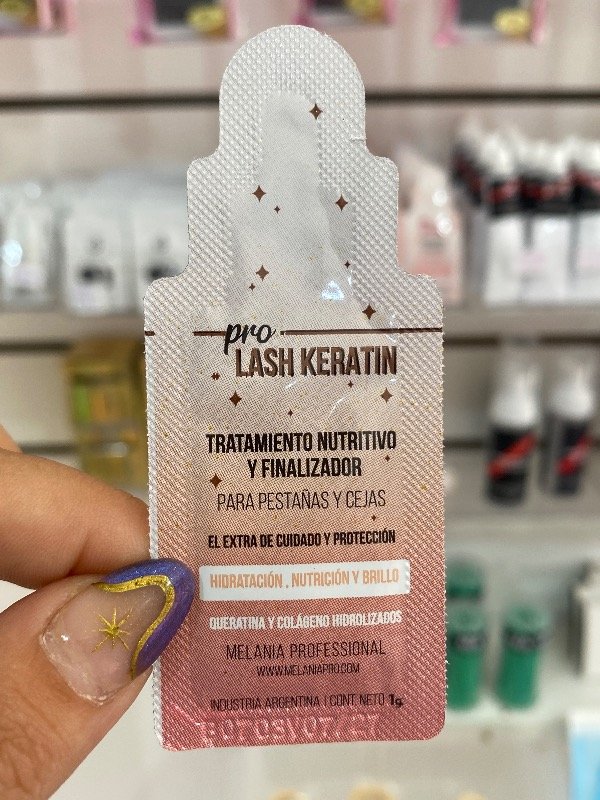 pro
LASH KERATIN
TRATAMIENTO NUTRITIVO
Y FINALIZADOR
PARA PESTAÑAS Y CEJAS
EL EXTRA DE CUIDADO Y PROTECCIÓN
HIDRATACIÓN , NUTRICIÓN Y BRILLO
QUERATINA Y COLÁGENO HIDROLIZADOS
MELANIA PROFESSIONAL
WWW.MELANIAPRO.COM
INDUSTRIA ARGENTINA | CONT. NETO 1g.